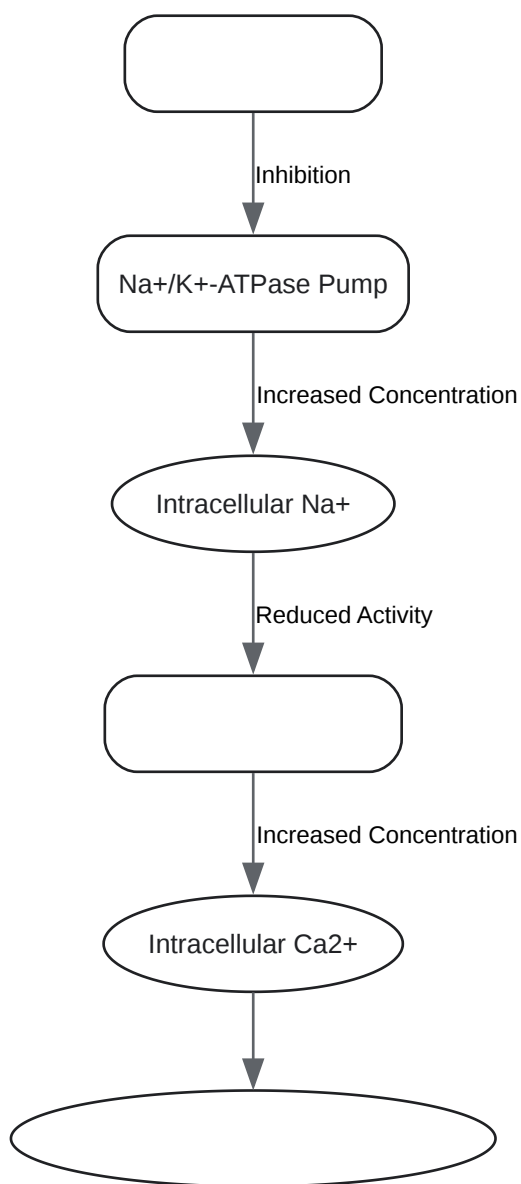 Inhibition
Na+/K+-ATPase Pump
Increased Concentration
Intracellular Na+
Reduced Activity
Increased Concentration
Intracellular Ca2+